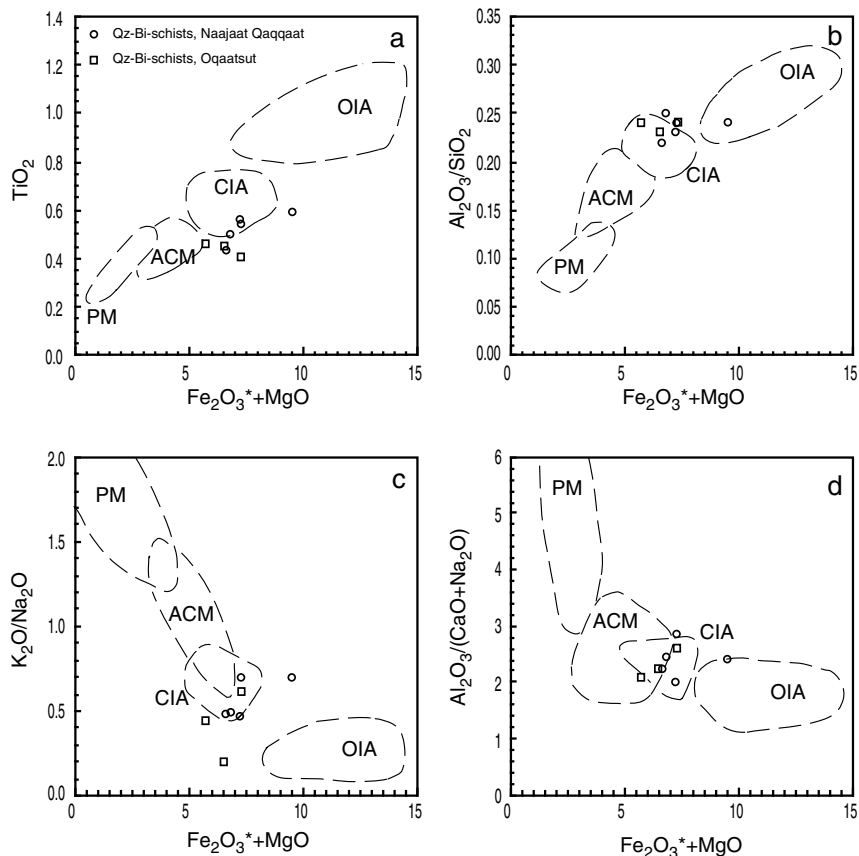 a
Qz-Bi-schists, Naajaat Qaqqaat
Qz-Bi-schists, Oqaatsut
OIA
CIA
ACM
PM
TiO2
1.4
1.2
1.0
0.8
0.6
0.4
0.2
0.0
0 5 10 15
Fe2O3*+MgO
b
OIA
CIA
ACM
PM
Al2O3/SiO2
0.35
0.30
0.25
0.20
0.15
0.10
0.05
0.00
0 5 10 15
Fe2O3*+MgO
c
PM
ACM
CIA
OIA
K2O/Na2O
2.0
1.5
1.0
0.5
0.0
0 5 10 15
Fe2O3*+MgO
d
PM
ACM
CIA
OIA
Al2O3/(CaO+Na2O)
6
5
4
3
2
1
0
0 5 10 15
Fe2O3*+MgO